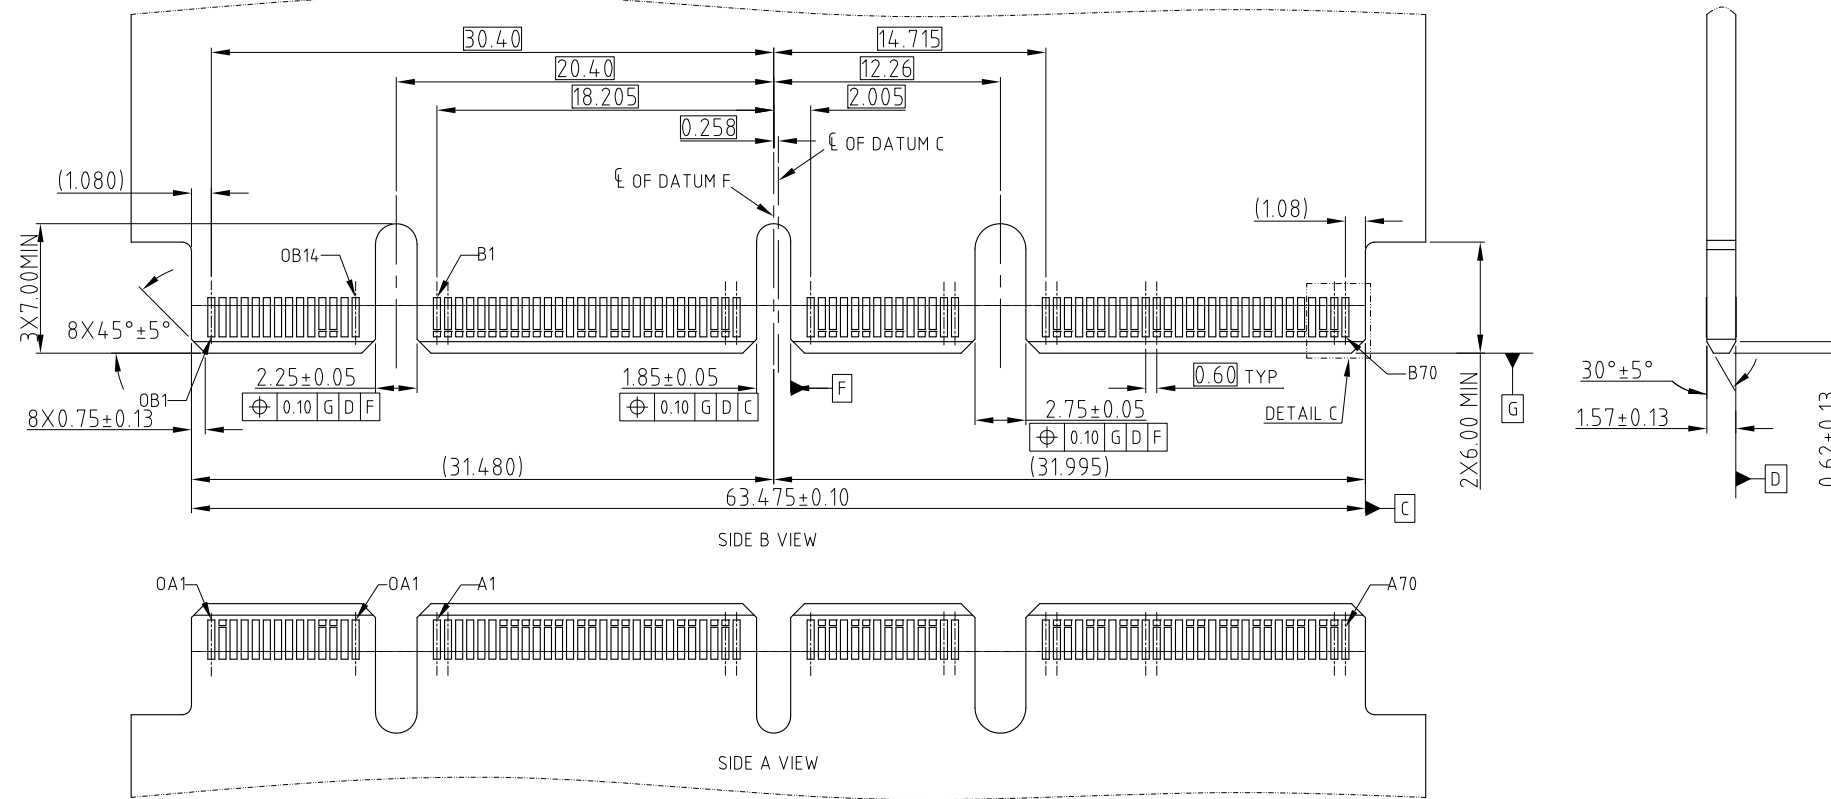 30.40
14.715
20.40
12.26
18.205
2.005
0.258
℄ OF DATUM C
℄ OF DATUM F
(1.080)
(1.08)
3X7.00MIN
OB14
B1
8X45°±5°
OB1
8X0.75±0.13
2.25±0.05
⌖ 0.10 G D F
1.85±0.05
⌖ 0.10 G D C
F
0.60 TYP
2.75±0.05
⌖ 0.10 G D F
DETAIL C
B70
2X6.00 MIN
G
30°±5°
1.57±0.13
0.62±0.13
D
(31.480)
(31.995)
63.475±0.10
C
SIDE B VIEW
OA1
OA1
A1
A70
SIDE A VIEW